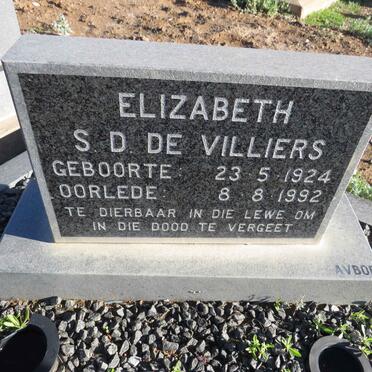 ELIZABETH
S. D. DE VILLIERS
GEBOORTE: 23. 5. 1924
OORLEDE: 8. 8. 1992
TE DIERBAAR IN DIE LEWE OM
IN DIE DOOD TE VERGEET